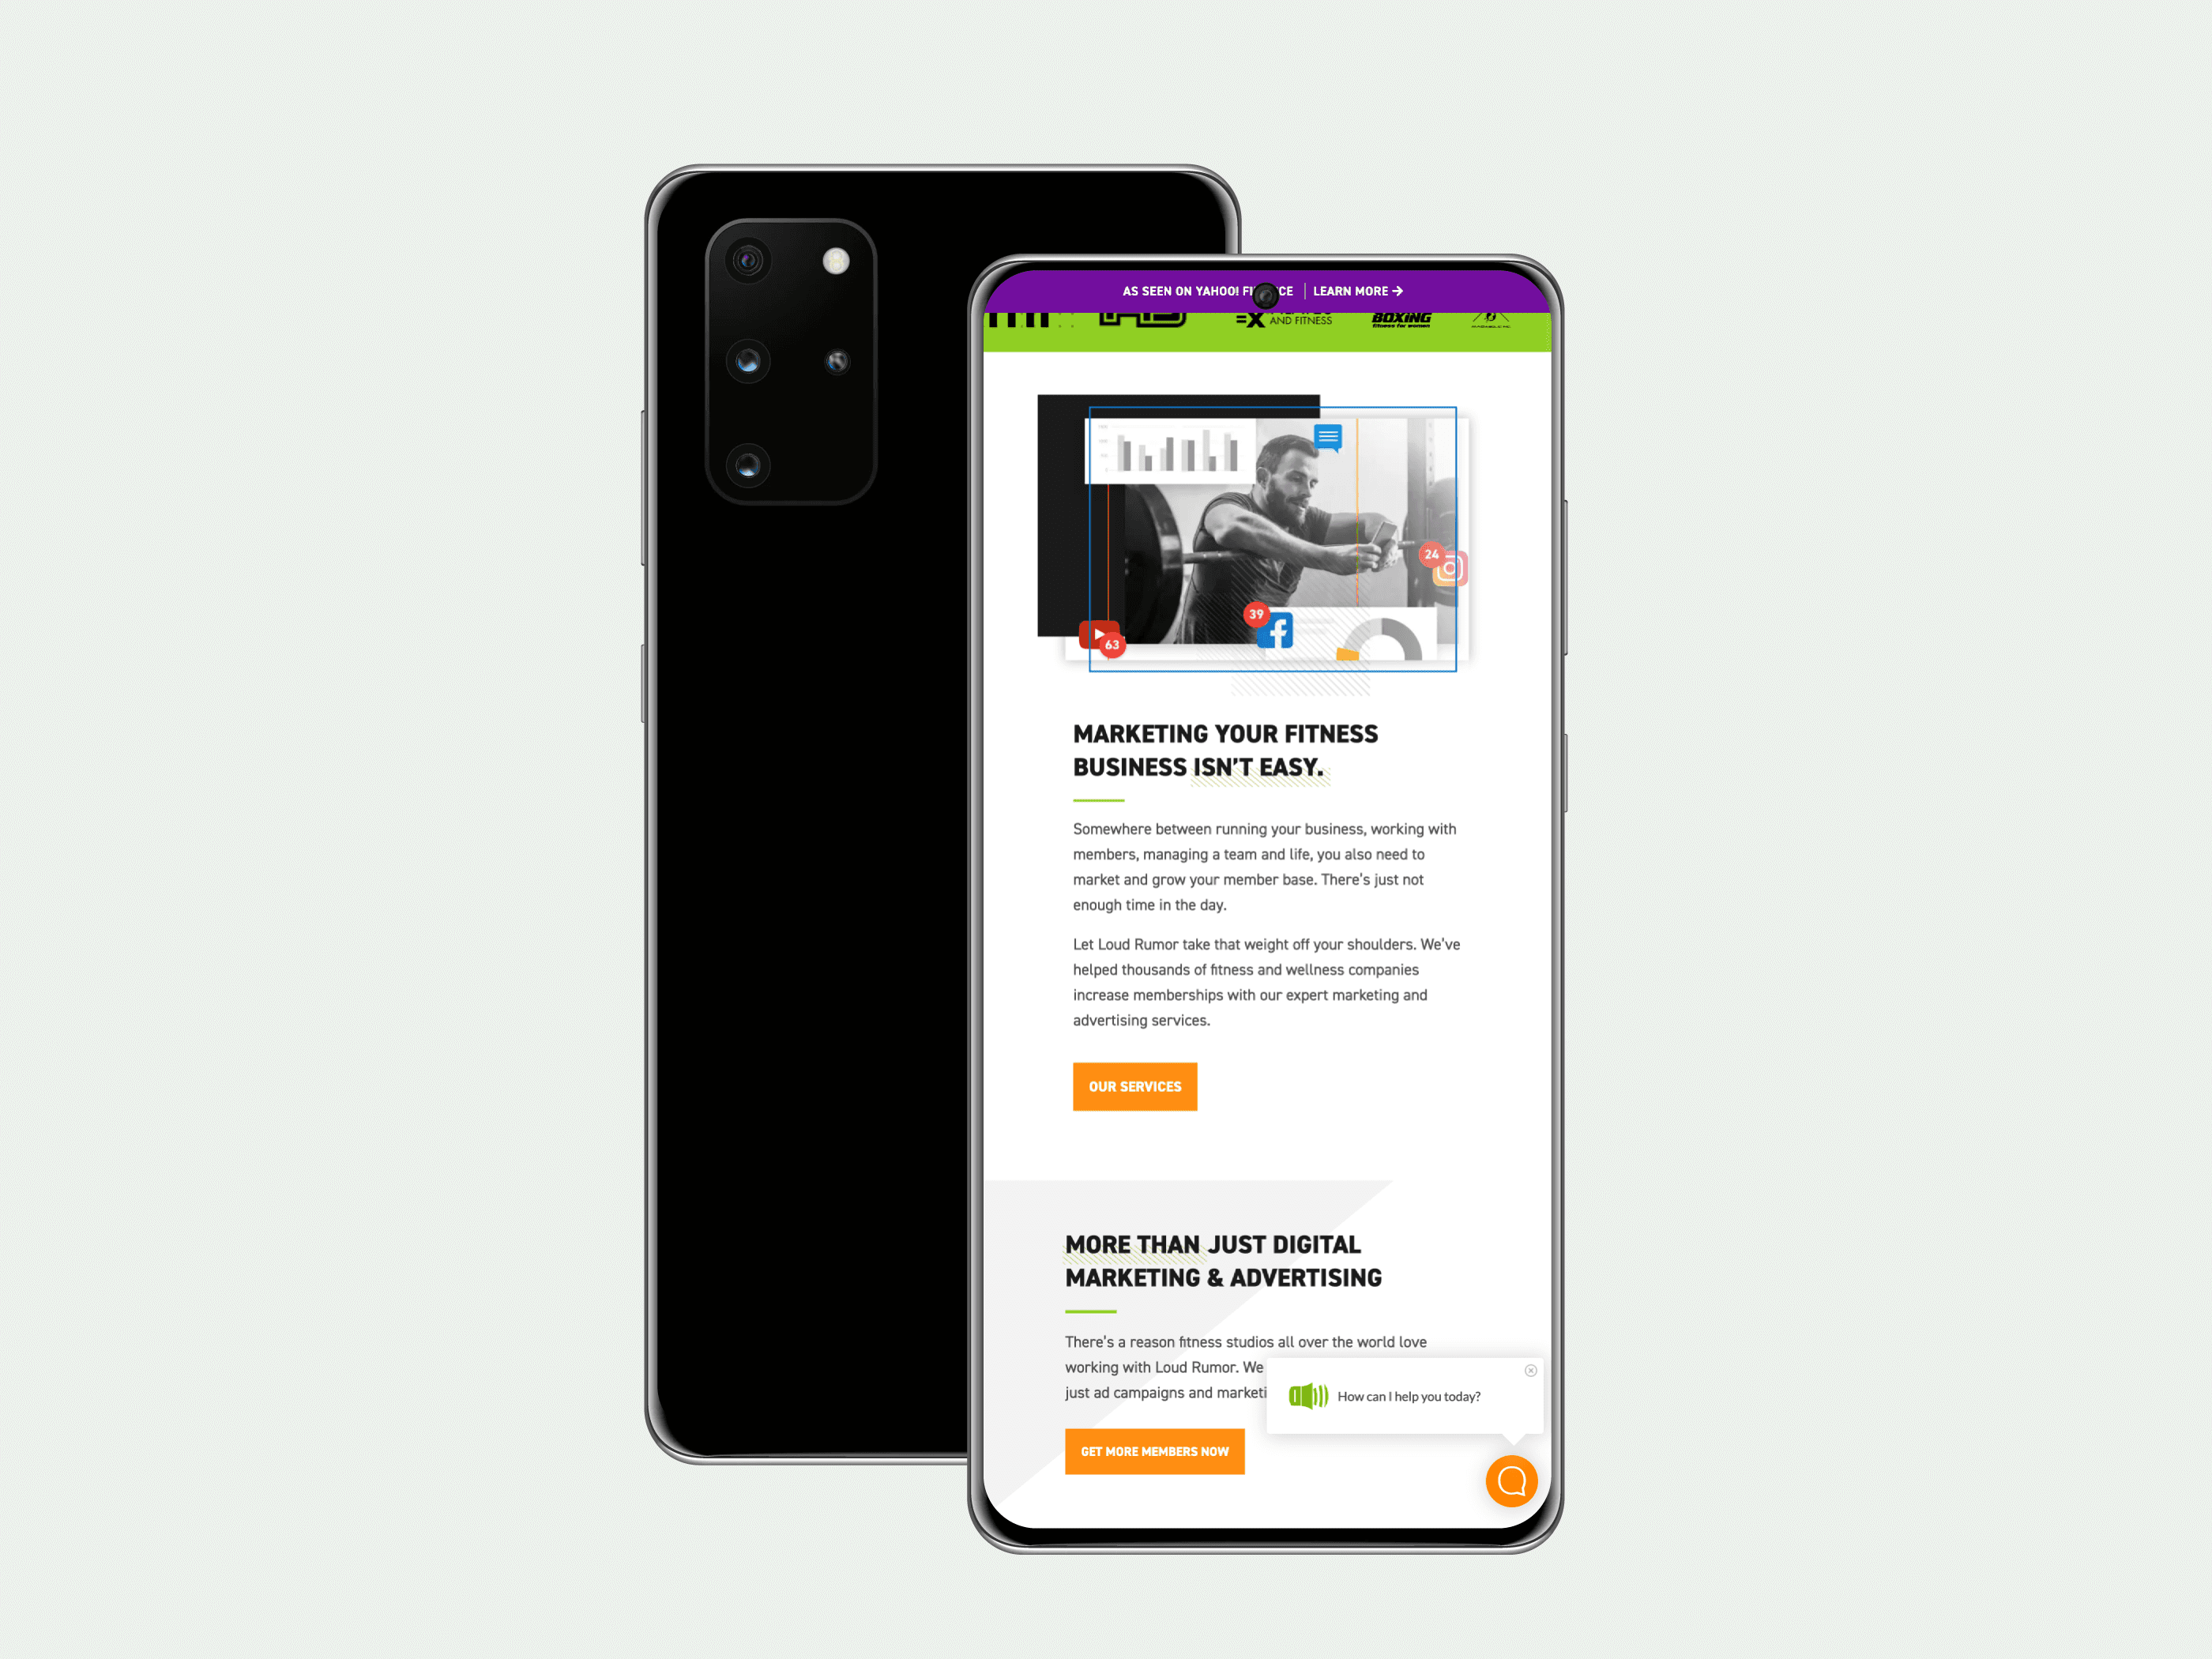 AS SEEN ON YAHOO! LEARN MORE →
AND FITNESS
BOXING
fitness for women
24
39
63
MARKETING YOUR FITNESS
BUSINESS ISN'T EASY.
Somewhere between running your business, working with
members, managing a team and life, you also need to
market and grow your member base. There's just not
enough time in the day.
Let Loud Rumor take that weight off your shoulders. We've
helped thousands of fitness and wellness companies
increase memberships with our expert marketing and
advertising services.
OUR SERVICES
MORE THAN JUST DIGITAL
MARKETING & ADVERTISING
There's a reason fitness studios all over the world love
working with Loud Rumor. We
just ad campaigns and marketi
How can I help you today?
GET MORE MEMBERS NOW